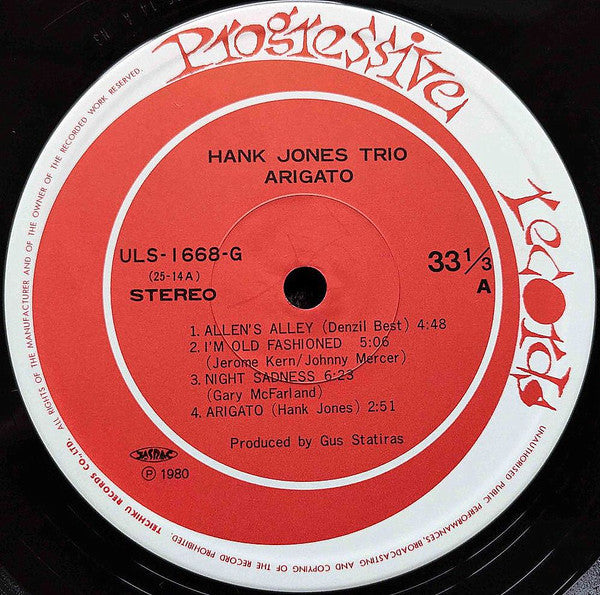 Progressive
records
HANK JONES TRIO
ARIGATO
ULS-1668-G
(25-14A)
STEREO
33 1/3
A
1. ALLEN'S ALLEY (Denzil Best) 4:48
2. I'M OLD FASHIONED 5:06
(Jerome Kern/Johnny Mercer)
3. NIGHT SADNESS 6:23
(Gary McFarland)
4. ARIGATO (Hank Jones) 2:51
Produced by Gus Statiras
JASRAC
Ⓟ 1980
TEICHIKU RECORDS CO., LTD. ALL RIGHTS OF THE MANUFACTURER AND OF THE OWNER OF THE RECORDED WORK RESERVED.
UNAUTHORISED PUBLIC PERFORMANCES, BROADCASTING AND COPYING OF THE RECORD PROHIBITED.